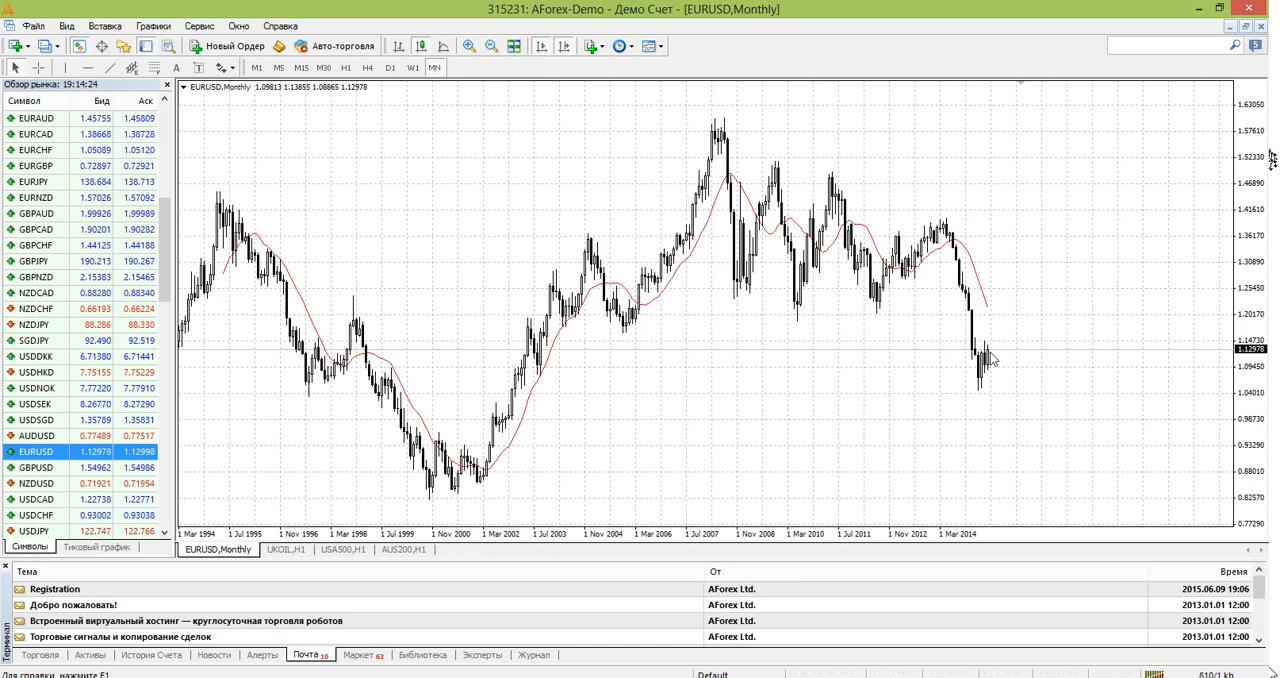 315231: AForex-Demo - Демо Счет - [EURUSD,Monthly]
Файл Вид Вставка Графики Сервис Окно Справка
Новый Ордер Авто-торговля 5
A T M1 M5 M15 M30 H1 H4 D1 W1 MN
Обзор рынка: 19:14:24
Символ Бид Аск
EURAUD 1.45755 1.45809
EURCAD 1.38668 1.38728
EURCHF 1.05089 1.05120
EURGBP 0.72897 0.72921
EURJPY 138.684 138.713
EURNZD 1.57026 1.57092
GBPAUD 1.99926 1.99989
GBPCAD 1.90201 1.90282
GBPCHF 1.44125 1.44188
GBPJPY 190.213 190.267
GBPNZD 2.15383 2.15465
NZDCAD 0.88280 0.88340
NZDCHF 0.66193 0.66224
NZDJPY 88.286 88.330
SGDJPY 92.490 92.519
USDDKK 6.71380 6.71441
USDHKD 7.75155 7.75229
USDNOK 7.77220 7.77910
USDSEK 8.26770 8.27290
USDSGD 1.35789 1.35831
AUDUSD 0.77489 0.77517
EURUSD 1.12978 1.12998
GBPUSD 1.54962 1.54986
NZDUSD 0.71921 0.71954
USDCAD 1.22738 1.22771
USDCHF 0.93002 0.93038
USDJPY 122.747 122.766
Символы Тиковый график
EURUSD,Monthly 1.09813 1.13855 1.08865 1.12978
1.63050
1.57610
1.52330
1.46890
1.41610
1.36170
1.30890
1.25450
1.20170
1.14730
1.12978
1.09450
1.04010
0.98730
0.93290
0.88010
0.82570
0.77290
1 Mar 1994 1 Jul 1995 1 Nov 1996 1 Mar 1998 1 Jul 1999 1 Nov 2000 1 Mar 2002 1 Jul 2003 1 Nov 2004 1 Mar 2006 1 Jul 2007 1 Nov 2008 1 Mar 2010 1 Jul 2011 1 Nov 2012 1 Mar 2014
EURUSD,Monthly UKOIL,H1 USA500,H1 AUS200,H1
Тема От Время
Registration AForex Ltd. 2015.06.09 19:06
Добро пожаловать! AForex Ltd. 2013.01.01 12:00
Встроенный виртуальный хостинг — круглосуточная торговля роботов AForex Ltd. 2013.01.01 12:00
Торговые сигналы и копирование сделок AForex Ltd. 2013.01.01 12:00
Терминал
Торговля Активы История Счета Новости Алерты Почта 10 Маркет 62 Библиотека Эксперты Журнал
Для справки, нажмите F1 Default 810/1 kb